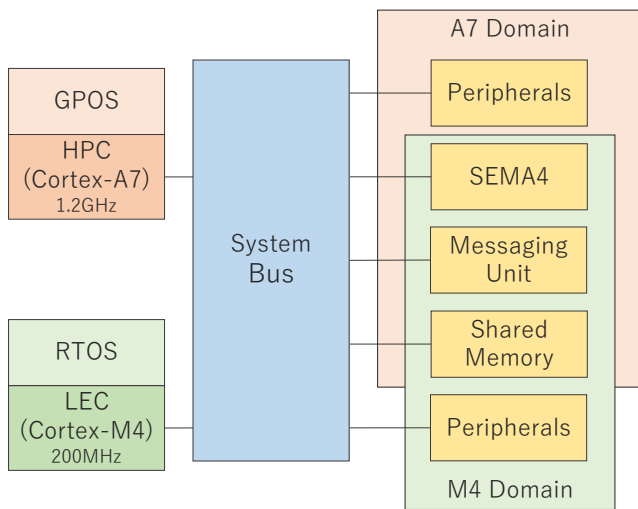 GPOS
HPC
(Cortex-A7)
1.2GHz
RTOS
LEC
(Cortex-M4)
200MHz
System
Bus
A7 Domain
Peripherals
SEMA4
Messaging
Unit
Shared
Memory
Peripherals
M4 Domain